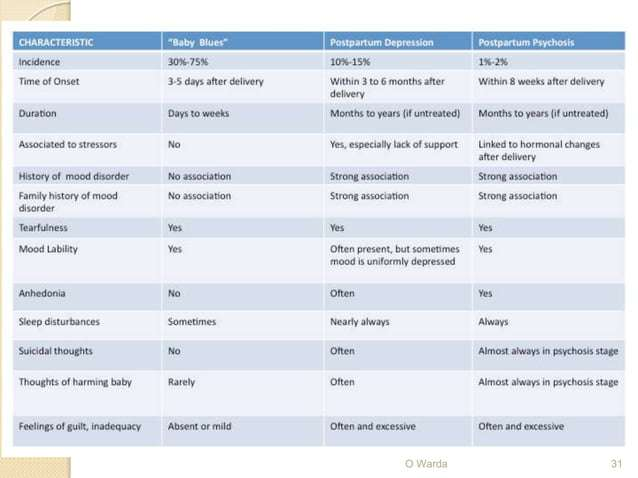 CHARACTERISTIC "Baby Blues" Postpartum Depression Postpartum Psychosis
Incidence 30%-75% 10%-15% 1%-2%
Time of Onset 3-5 days after delivery Within 3 to 6 months after Within 8 weeks after delivery
delivery
Duration Days to weeks Months to years (if untreated) Months to years (if untreated)
Associated to stressors No Yes, especially lack of support Linked to hormonal changes
after delivery
History of mood disorder No association Strong association Strong association
Family history of mood No association Strong association Strong association
disorder
Tearfulness Yes Yes Yes
Mood Lability Yes Often present, but sometimes Yes
mood is uniformly depressed
Anhedonia No Often Yes
Sleep disturbances Sometimes Nearly always Always
Suicidal thoughts No Often Almost always in psychosis stage
Thoughts of harming baby Rarely Often Almost always in psychosis stage
Feelings of guilt, inadequacy Absent or mild Often and excessive Often and excessive
O Warda 31